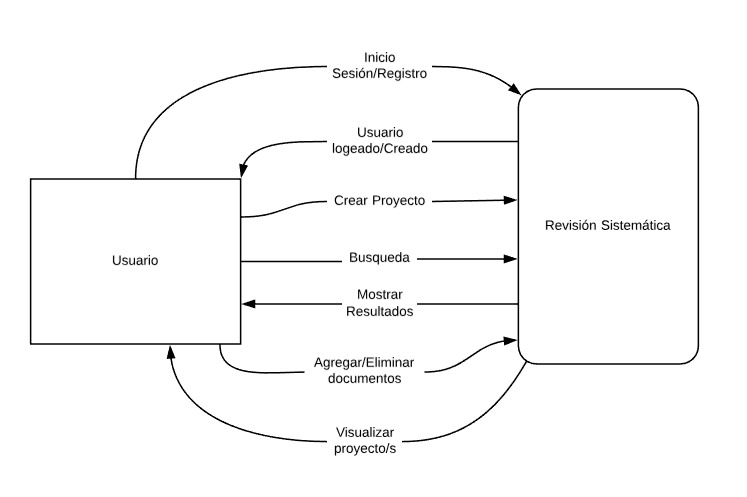 Inicio
Sesión/Registro
Usuario
logeado/Creado
Crear Proyecto
Revisión Sistemática
Usuario
Busqueda
Mostrar
Resultados
Agregar/Eliminar
documentos
Visualizar
proyecto/s